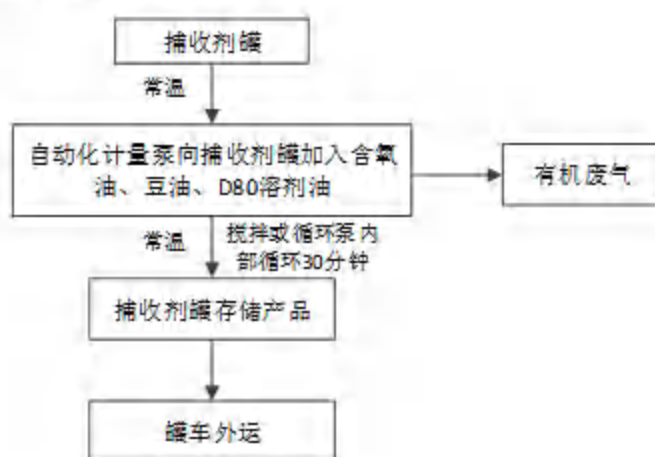 捕收剂罐
常温
自动化计量泵向捕收剂罐加入含氧
油、豆油、D80溶剂油
有机废气
常温
搅拌或循环泵内
部循环30分钟
捕收剂罐存储产品
罐车外运